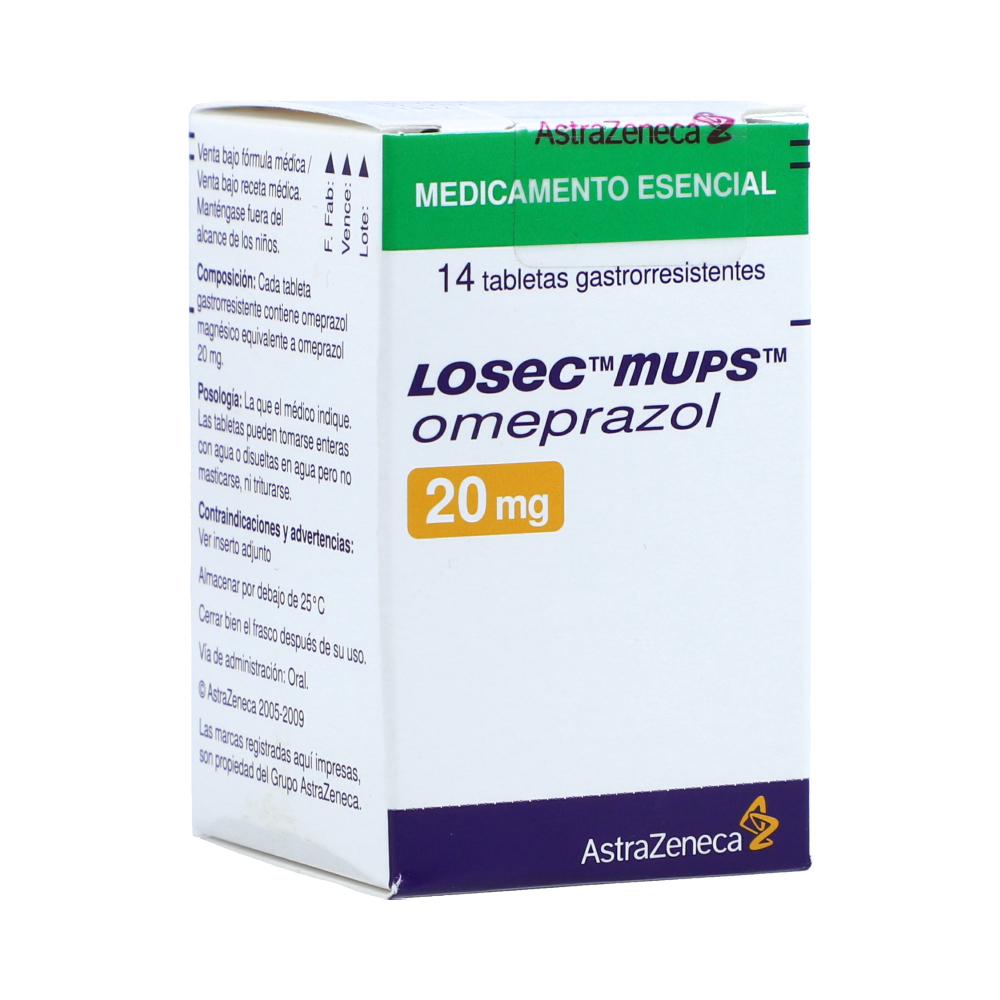 Venta bajo fórmula médica /
Venta bajo receta médica.
Manténgase fuera del
alcance de los niños.
F. Fab:
Vence:
Lote:
Composición: Cada tableta
gastrorresistente contiene omeprazol
magnésico equivalente a omeprazol
20 mg.
Posología: La que el médico indique.
Las tabletas pueden tomarse enteras
con agua o disueltas en agua pero no
masticarse, ni triturarse.
Contraindicaciones y advertencias:
Ver inserto adjunto
Almacenar por debajo de 25°C
Cerrar bien el frasco después de su uso.
Vía de administración: Oral.
© AstraZeneca 2005-2009
Las marcas registradas aquí impresas,
son propiedad del Grupo AstraZeneca.
AstraZeneca
MEDICAMENTO ESENCIAL
14 tabletas gastrorresistentes
LOSEC™ MUPS™
omeprazol
20 mg
AstraZeneca